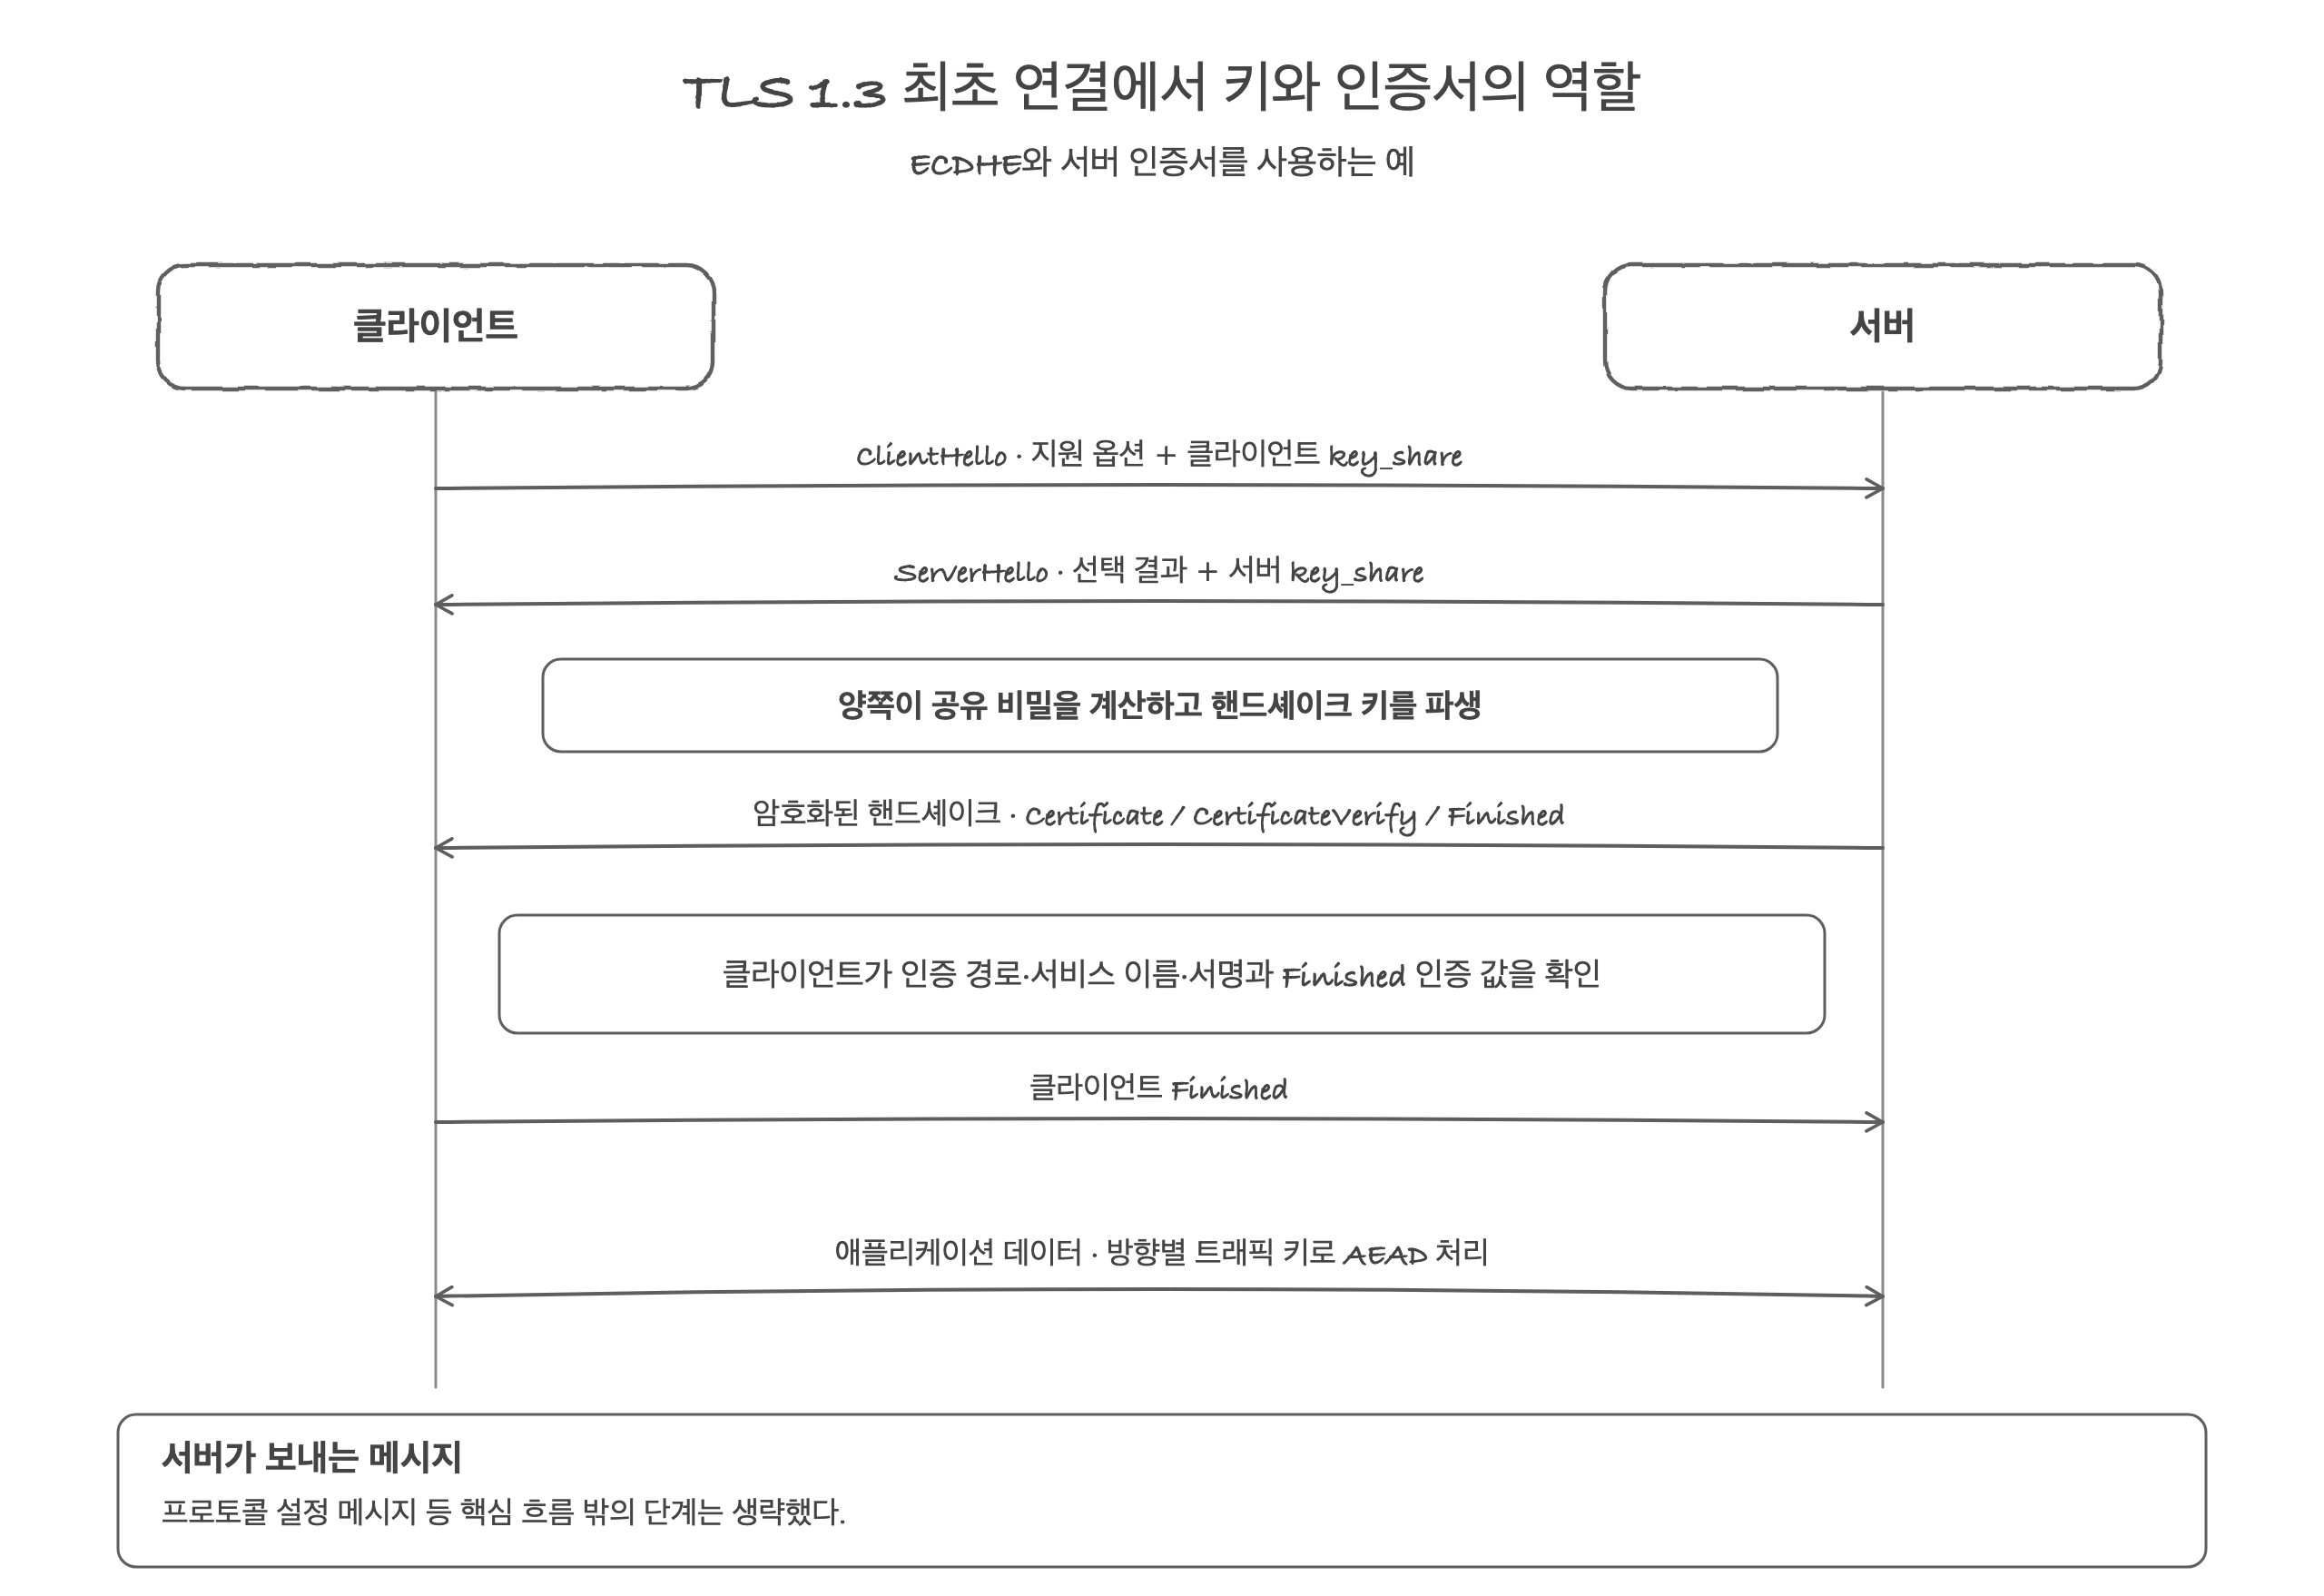 TLS 1.3 최초 연결에서 키와 인증서의 역할
ECDHE와 서버 인증서를 사용하는 예
클라이언트
서버
ClientHello · 지원 옵션 + 클라이언트 key_share
ServerHello · 선택 결과 + 서버 key_share
양쪽이 공유 비밀을 계산하고 핸드셰이크 키를 파생
암호화된 핸드셰이크 · Certificate / CertificateVerify / Finished
클라이언트가 인증 경로·서비스 이름·서명과 Finished 인증 값을 확인
클라이언트 Finished
애플리케이션 데이터 · 방향별 트래픽 키로 AEAD 처리
서버가 보내는 메시지
프로토콜 설정 메시지 등 핵심 흐름 밖의 단계는 생략했다.